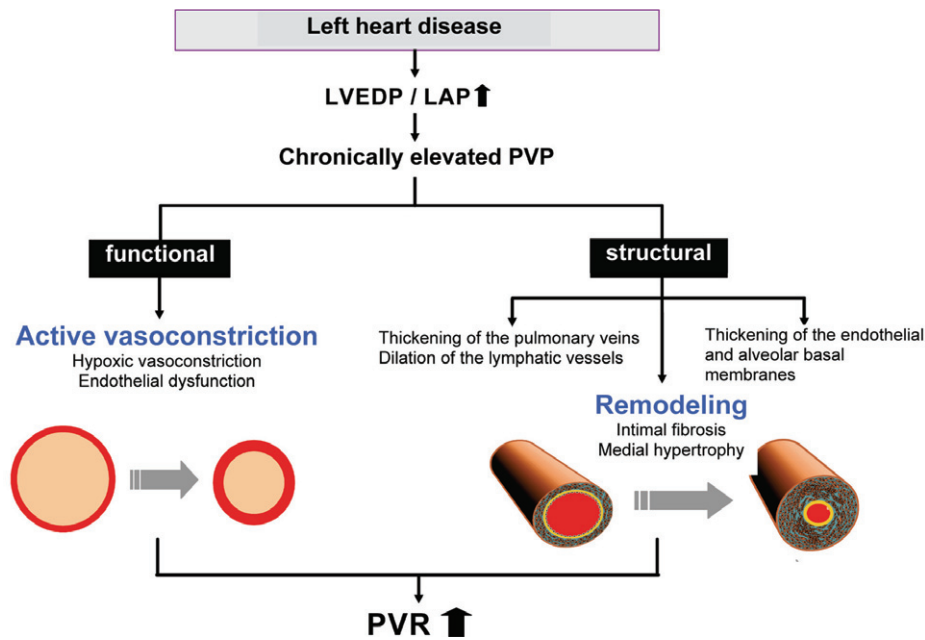 Left heart disease
LVEDP / LAP
Chronically elevated PVP
functional
structural
Active vasoconstriction
Hypoxic vasoconstriction
Endothelial dysfunction
Thickening of the pulmonary veins
Dilation of the lymphatic vessels
Thickening of the endothelial
and alveolar basal
membranes
Remodeling
Intimal fibrosis
Medial hypertrophy
PVR